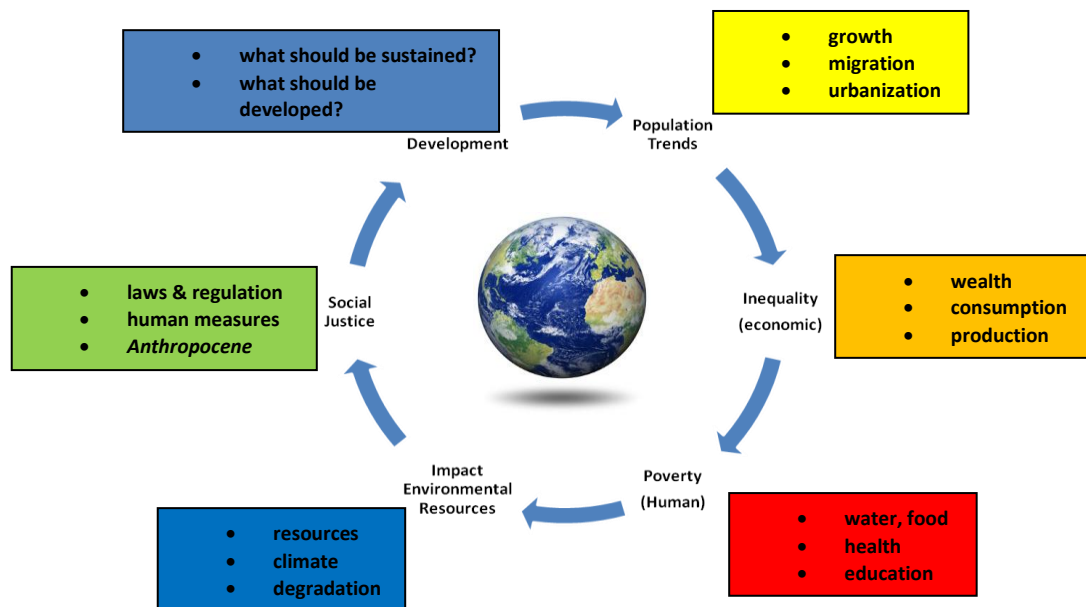 • what should be sustained?
• what should be
developed?
Development
• growth
• migration
• urbanization
Population
Trends
Inequality
(economic)
• wealth
• consumption
• production
Poverty
(Human)
• water, food
• health
• education
Impact
Environmental
Resources
• resources
• climate
• degradation
Social
Justice
• laws & regulation
• human measures
• Anthropocene